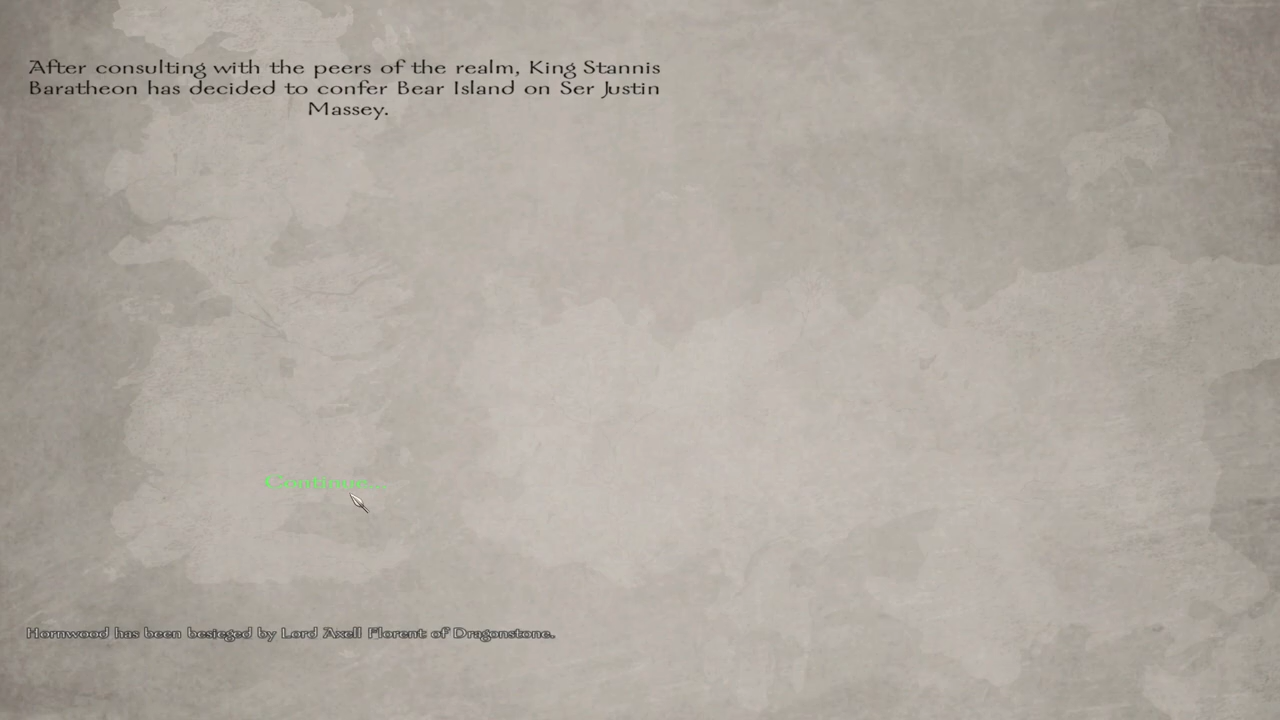 After consulting with the peers of the realm, King Stannis
Baratheon has decided to confer Bear Island on Ser Justin
Massey.
Continue...
Hornwood has been besieged by Lord Axell Florent of Dragonstone.